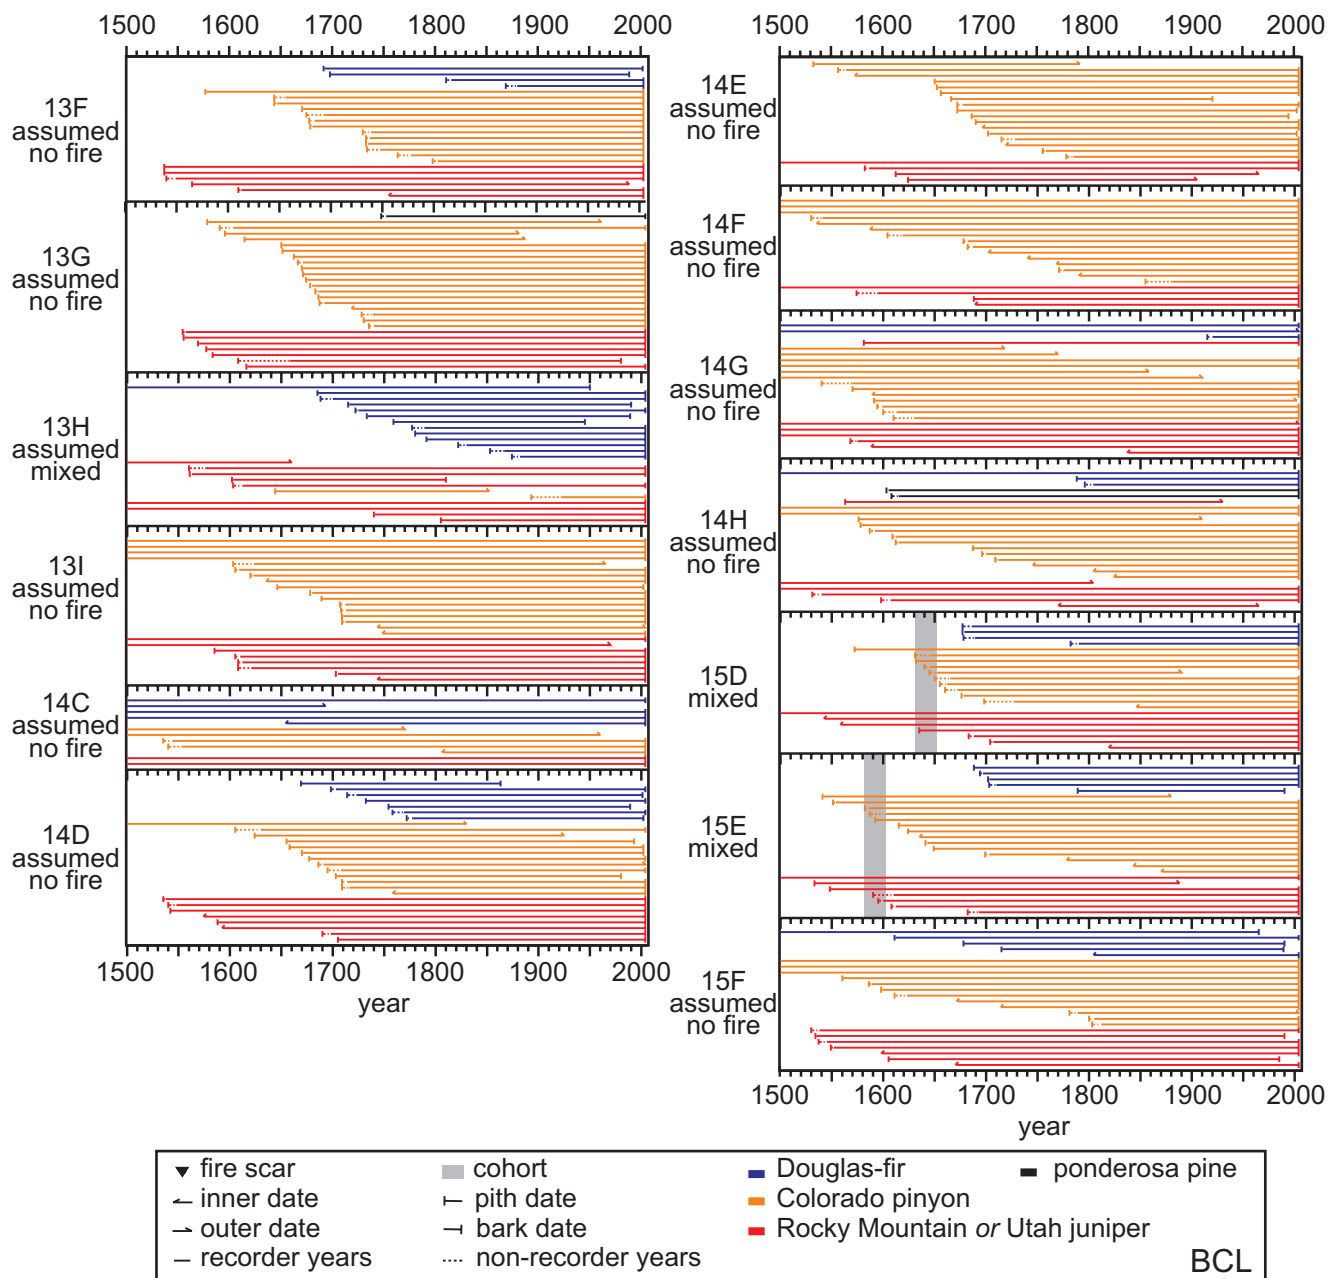 1500 1600 1700 1800 1900 2000
13F
assumed
no fire
13G
assumed
no fire
13H
assumed
mixed
13I
assumed
no fire
14C
assumed
no fire
14D
assumed
no fire
1500 1600 1700 1800 1900 2000
year
1500 1600 1700 1800 1900 2000
14E
assumed
no fire
14F
assumed
no fire
14G
assumed
no fire
14H
assumed
no fire
15D
mixed
15E
mixed
15F
assumed
no fire
1500 1600 1700 1800 1900 2000
year
fire scar
inner date
outer date
recorder years
cohort
pith date
bark date
non-recorder years
Douglas-fir
Colorado pinyon
Rocky Mountain or Utah juniper
ponderosa pine
BCL